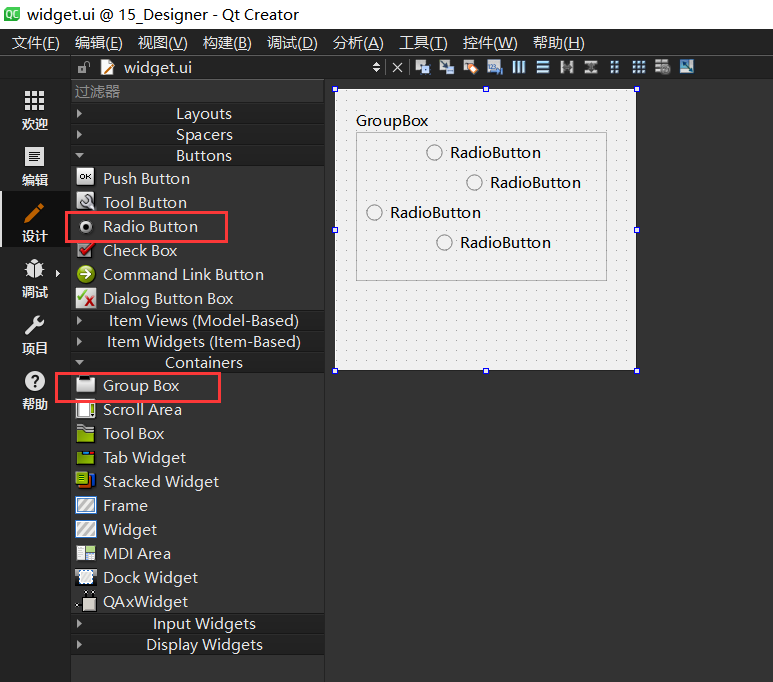 QC widget.ui @ 15_Designer - Qt Creator
文件(F) 编辑(E) 视图(V) 构建(B) 调试(D) 分析(A) 工具(T) 控件(W) 帮助(H)
widget.ui
过滤器
Layouts
Spacers
Buttons
OK Push Button
Tool Button
Radio Button
Check Box
Command Link Button
Dialog Button Box
Item Views (Model-Based)
Item Widgets (Item-Based)
Containers
Group Box
Scroll Area
Tool Box
Tab Widget
Stacked Widget
Frame
Widget
MDI Area
Dock Widget
QAxWidget
Input Widgets
Display Widgets
欢迎
编辑
设计
调试
项目
帮助
GroupBox
RadioButton
RadioButton
RadioButton
RadioButton